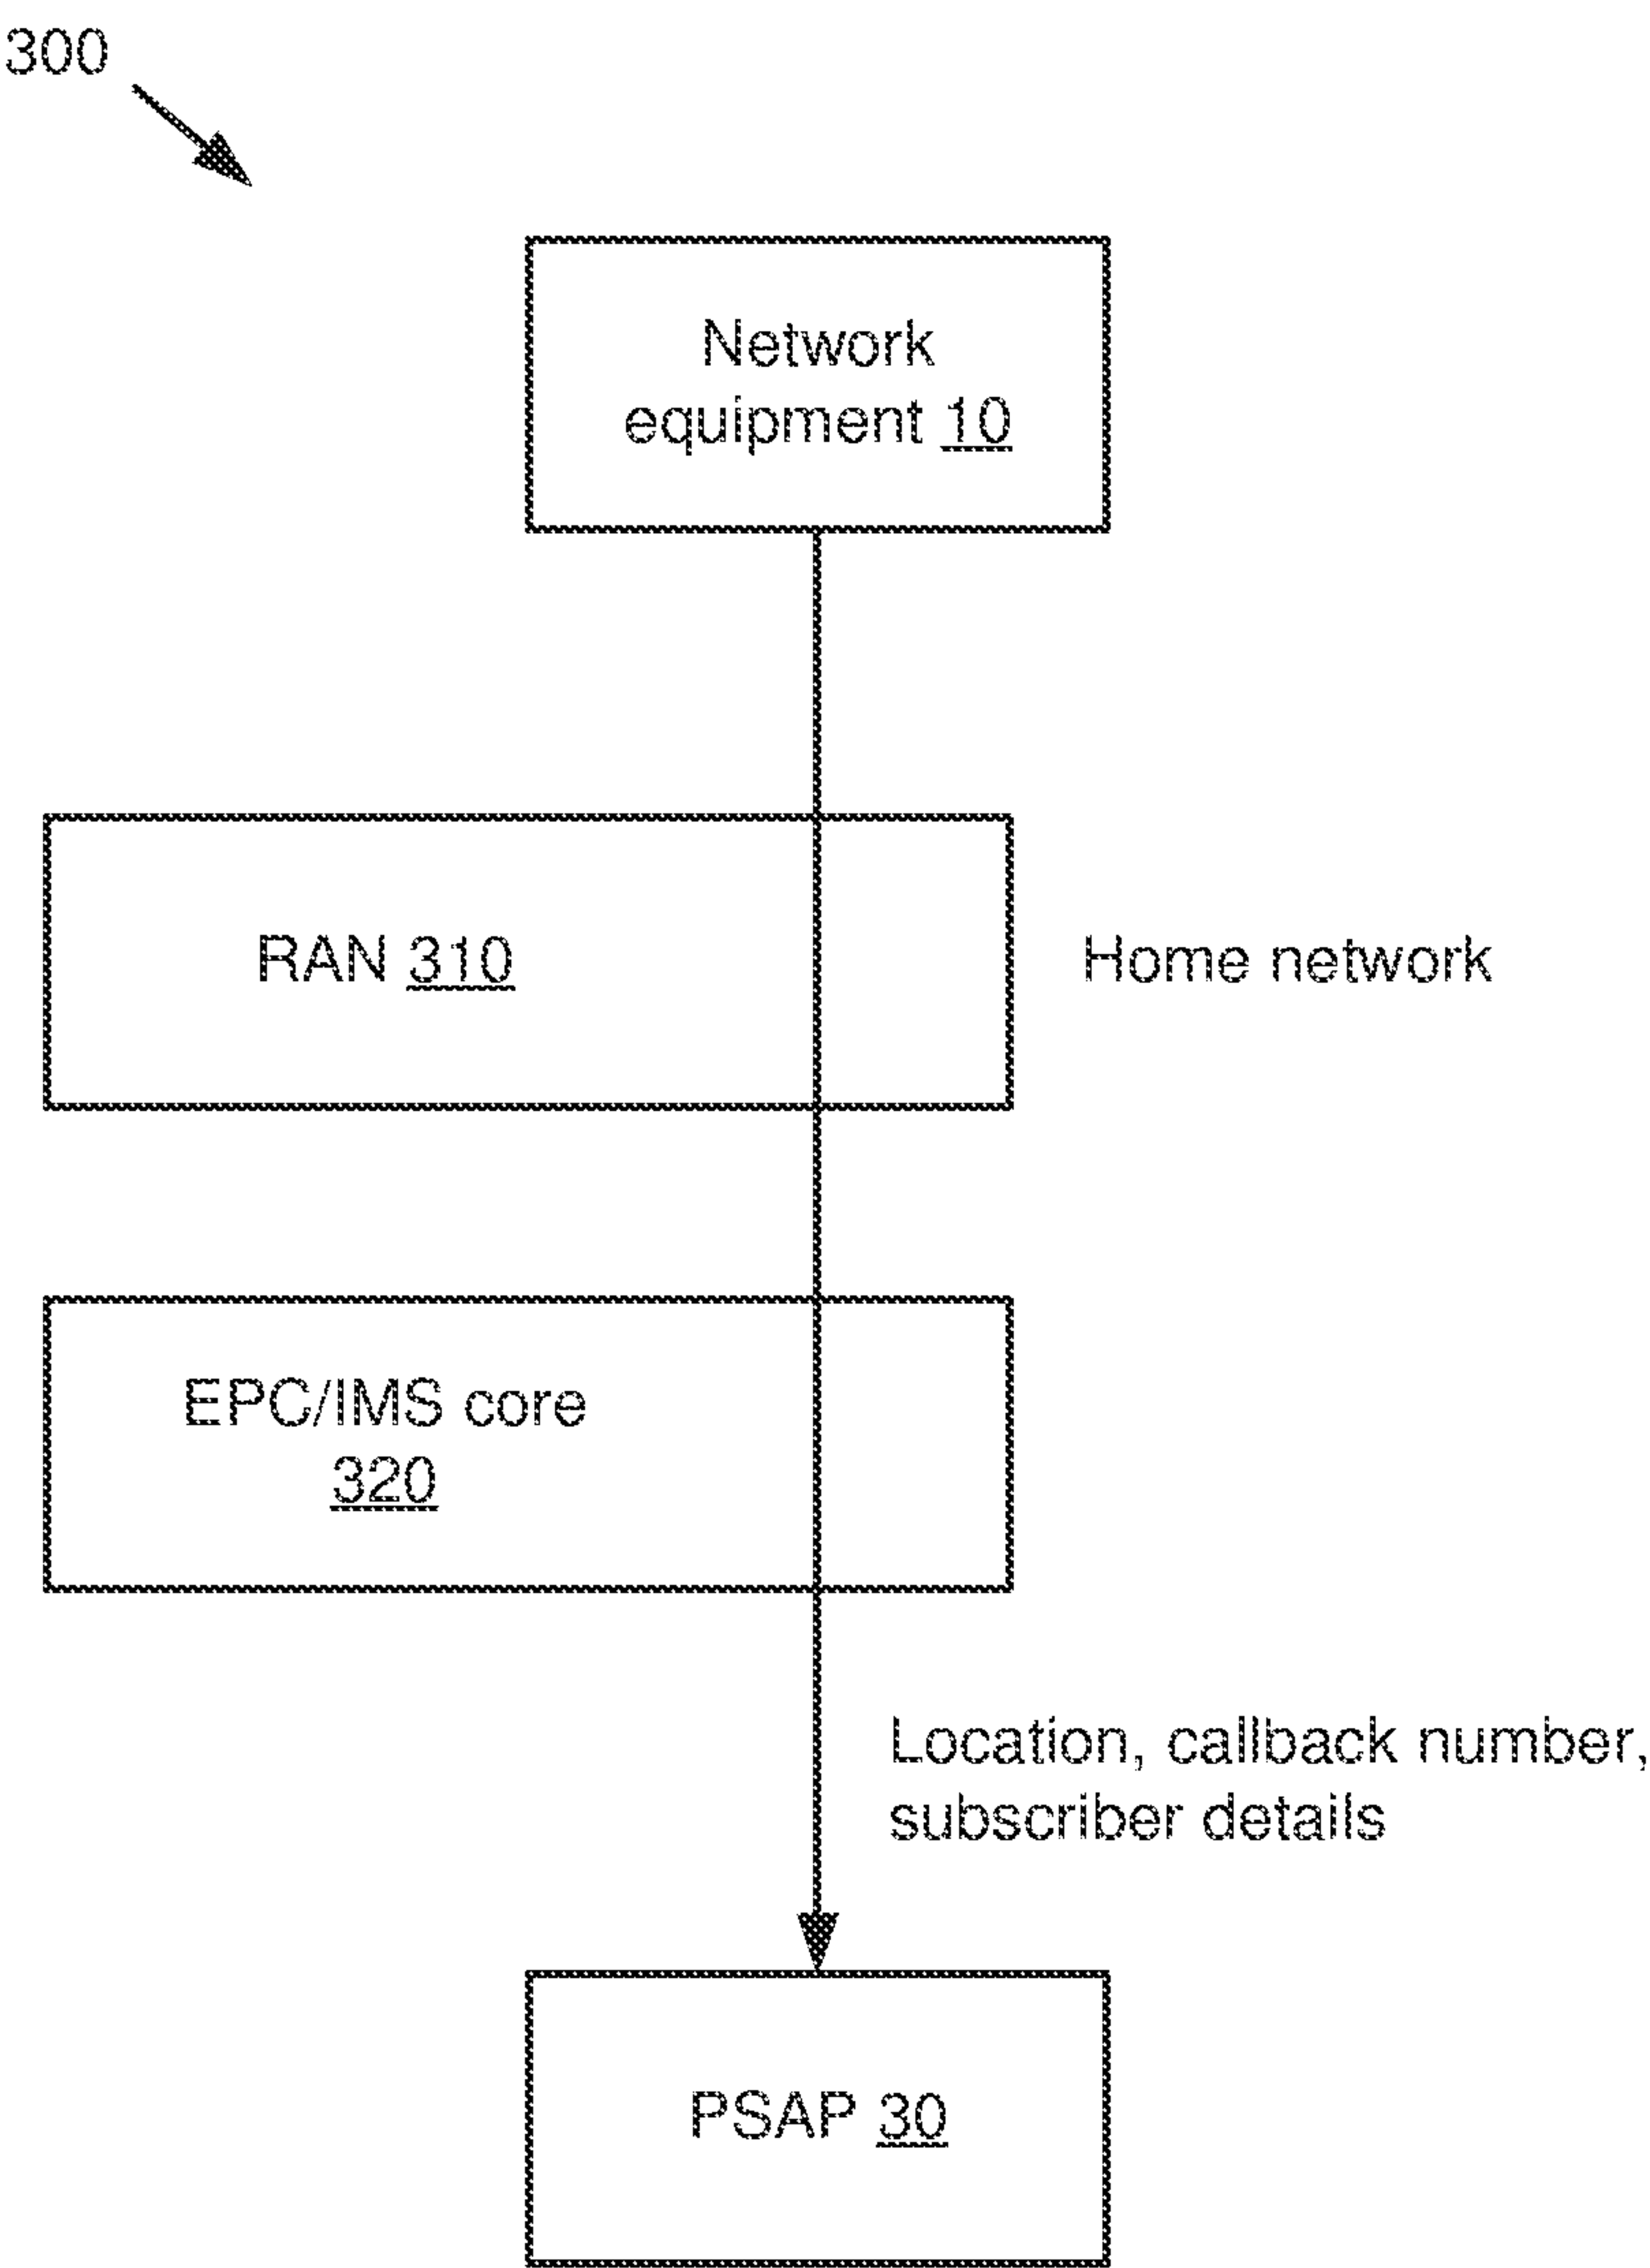 300
Network
equipment 10
RAN 310
Home network
EPC/IMS core
320
Location, callback number,
subscriber details
PSAP 30